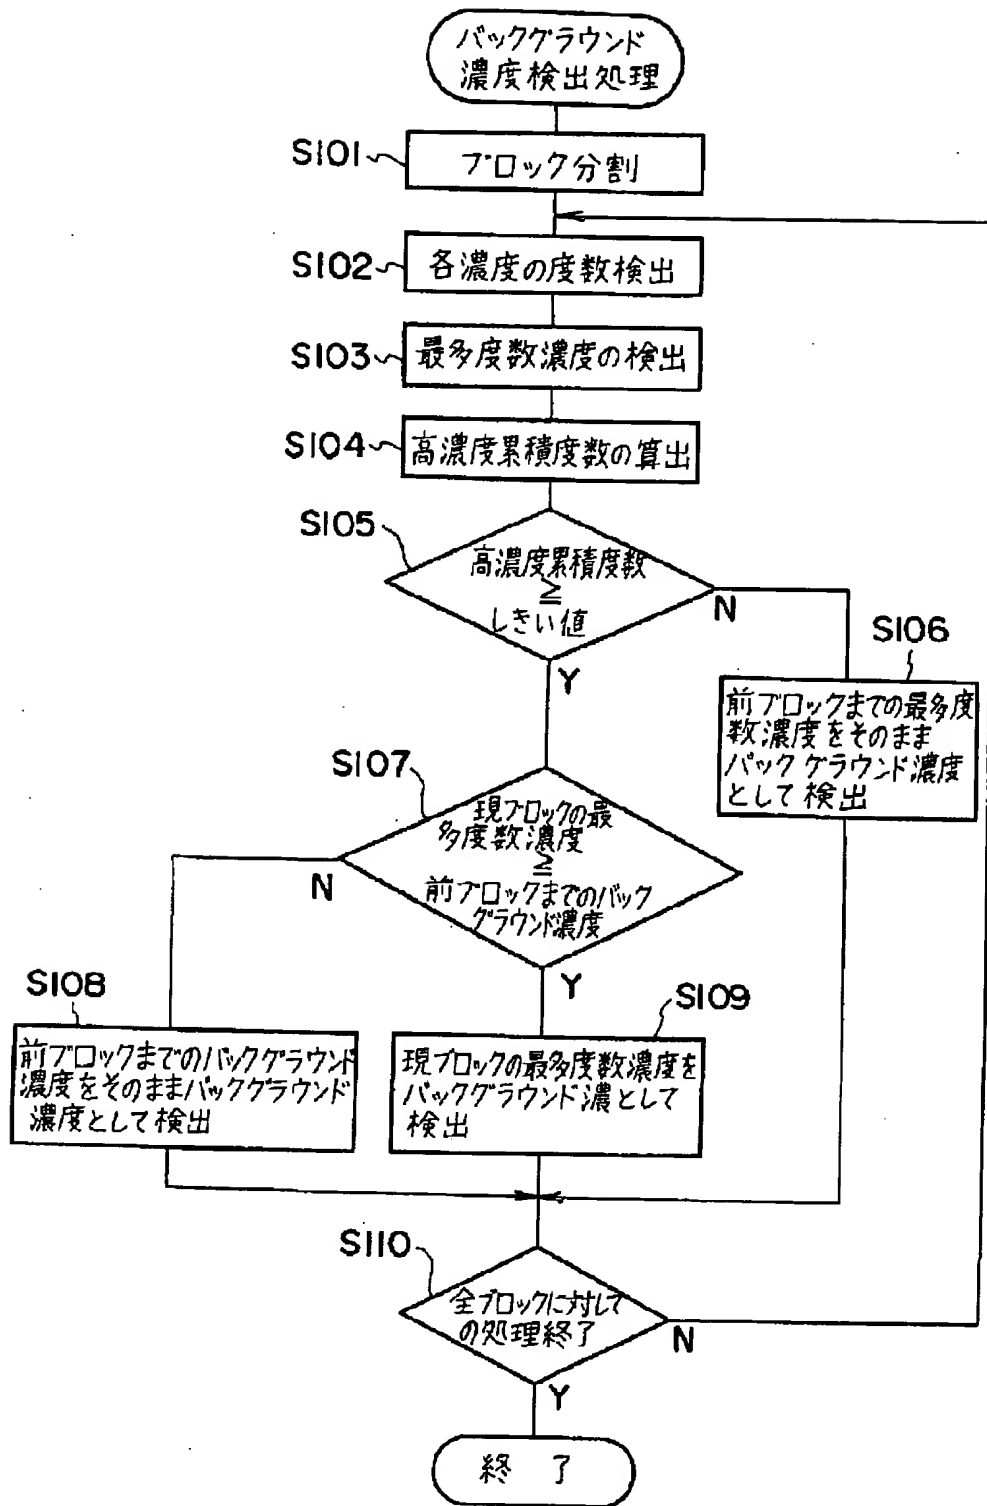 バックグラウンド
濃度検出処理
S101
ブロック分割
S102
各濃度の度数検出
S103
最多度数濃度の検出
S104
高濃度累積度数の算出
S105
高濃度累積度数
≧
しきい値
N
Y
S106
前ブロックまでの最多度
数濃度をそのまま
バックグラウンド濃度
として検出
S107
現ブロックの最
多度数濃度
≧
前ブロックまでのバック
グラウンド濃度
N
Y
S108
前ブロックまでのバックグラウンド
濃度をそのままバックグラウンド
濃度として検出
S109
現ブロックの最多度数濃度を
バックグラウンド濃として
検出
S110
全ブロックに対して
の処理終了
N
Y
終了